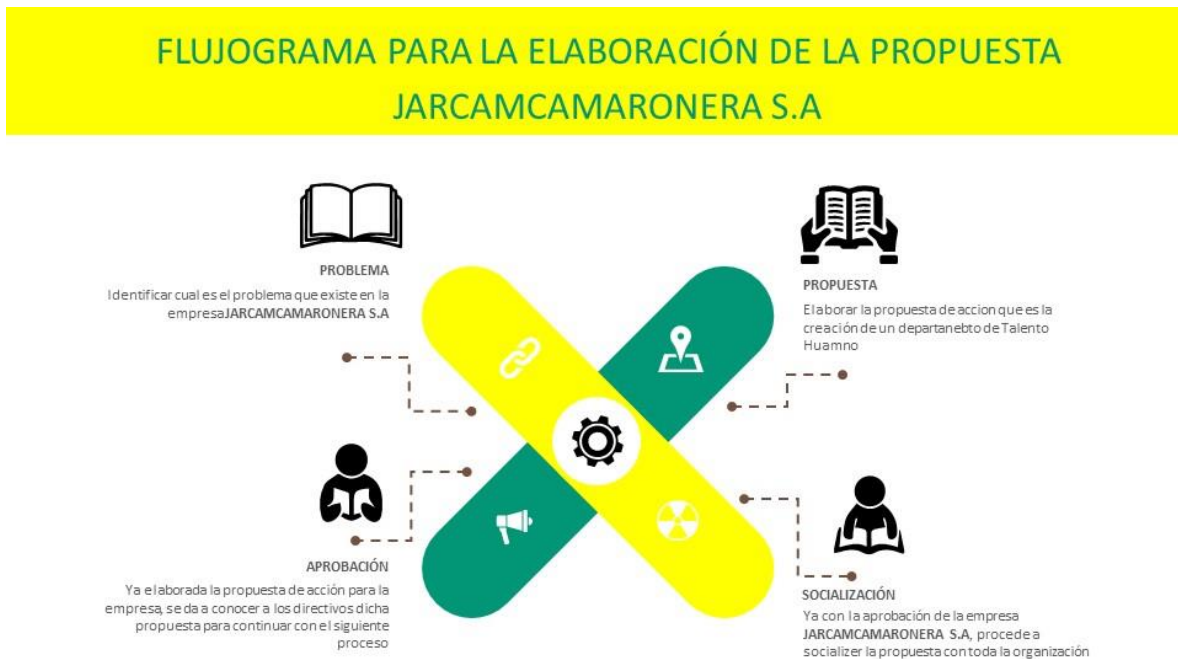 FLUJOGRAMA PARA LA ELABORACIÓN DE LA PROPUESTA
JARCAMCAMARONERA S.A
PROBLEMA
Identificar cual es el problema que existe en la
empresaJARCAMCAMARONERA S.A
PROPUESTA
Elaborar la propuesta de accion que es la
creación de un departanebto de Talento
Huamno
APROBACIÓN
Ya elaborada la propuesta de acción para la
empresa, se da a conocer a los directivos dicha
propuesta para continuar con el siguiente
proceso
SOCIALIZACIÓN
Ya con la aprobación de la empresa
JARCAMCAMARONERA S.A, procede a
socializer la propuesta con toda la organización